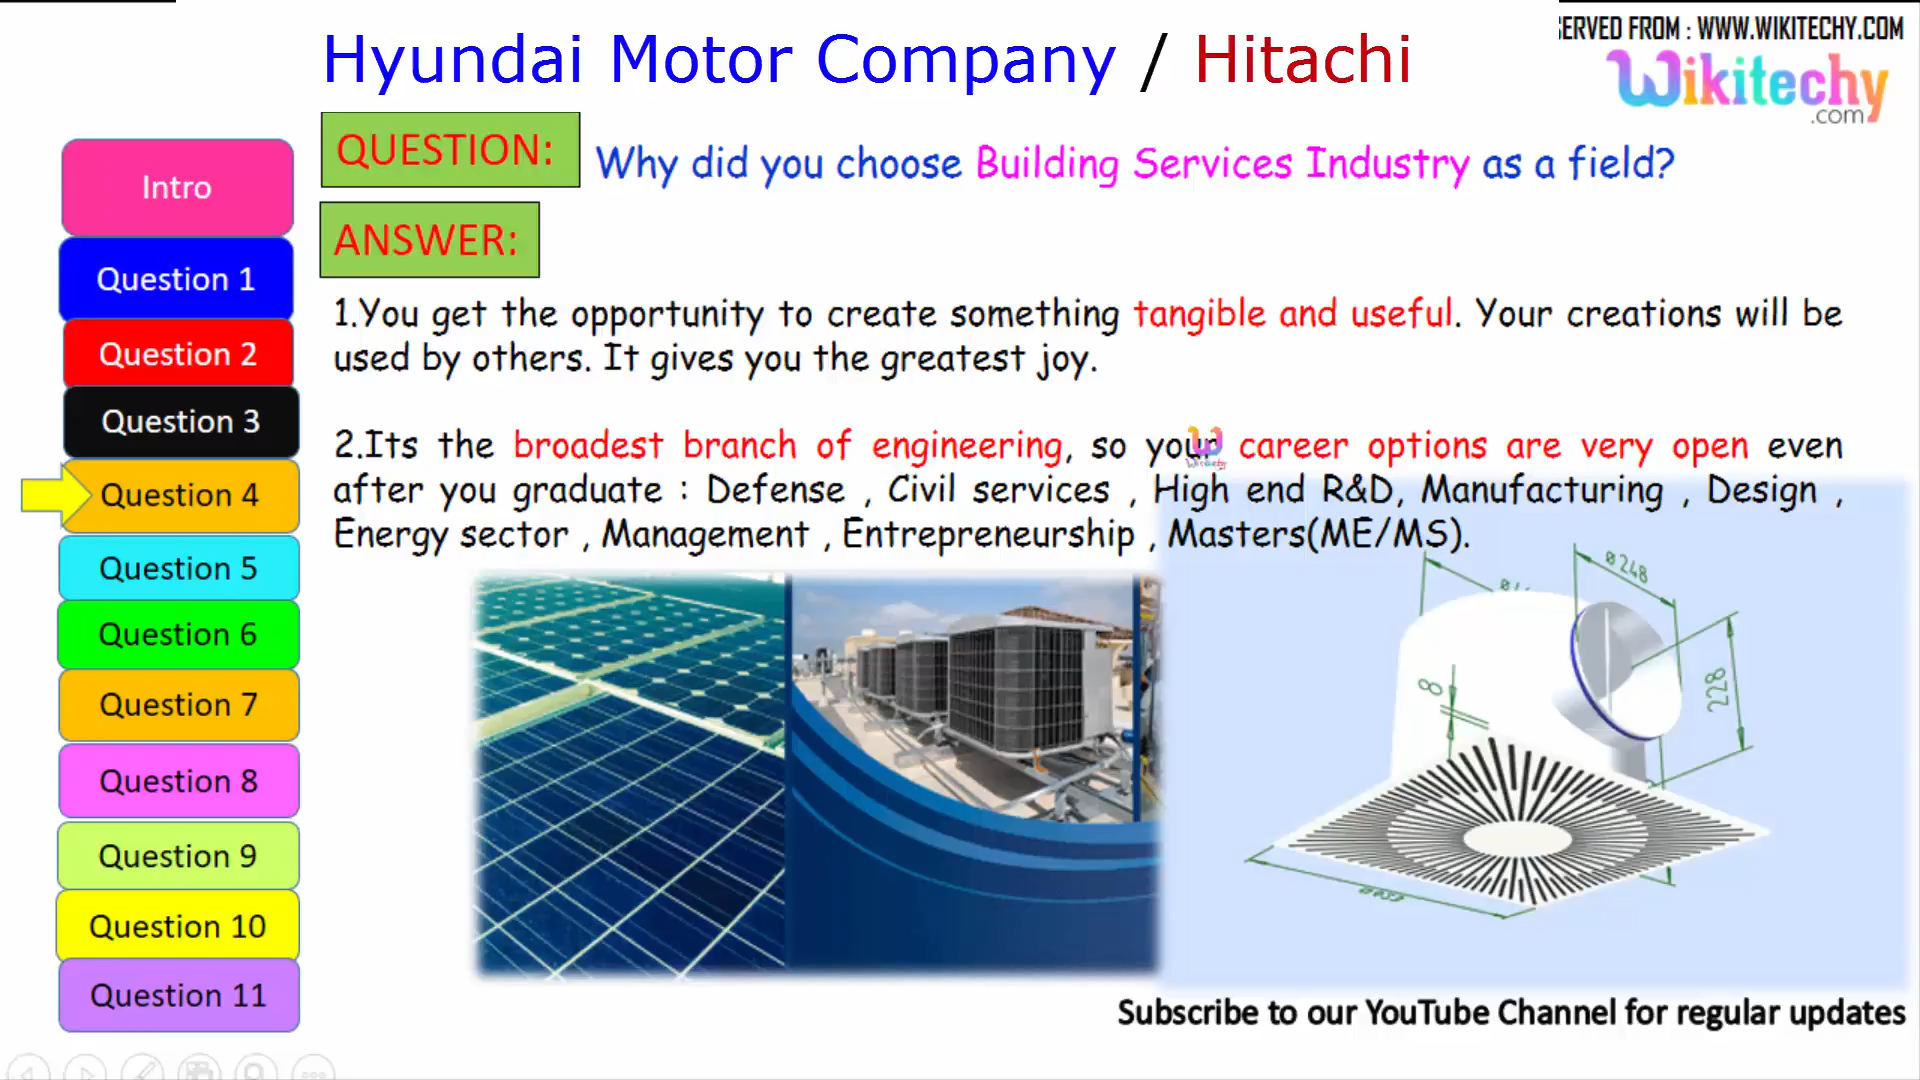 SERVED FROM : WWW.WIKITECHY.COM
Hyundai Motor Company / Hitachi
Wikitechy
.com
QUESTION: Why did you choose Building Services Industry as a field?
ANSWER:
1.You get the opportunity to create something tangible and useful. Your creations will be
used by others. It gives you the greatest joy.
2.Its the broadest branch of engineering, so your career options are very open even
after you graduate : Defense , Civil services , High end R&D, Manufacturing , Design ,
Energy sector , Management , Entrepreneurship , Masters(ME/MS).
Intro
Question 1
Question 2
Question 3
Question 4
Question 5
Question 6
Question 7
Question 8
Question 9
Question 10
Question 11
ø248
228
8
Subscribe to our YouTube Channel for regular updates